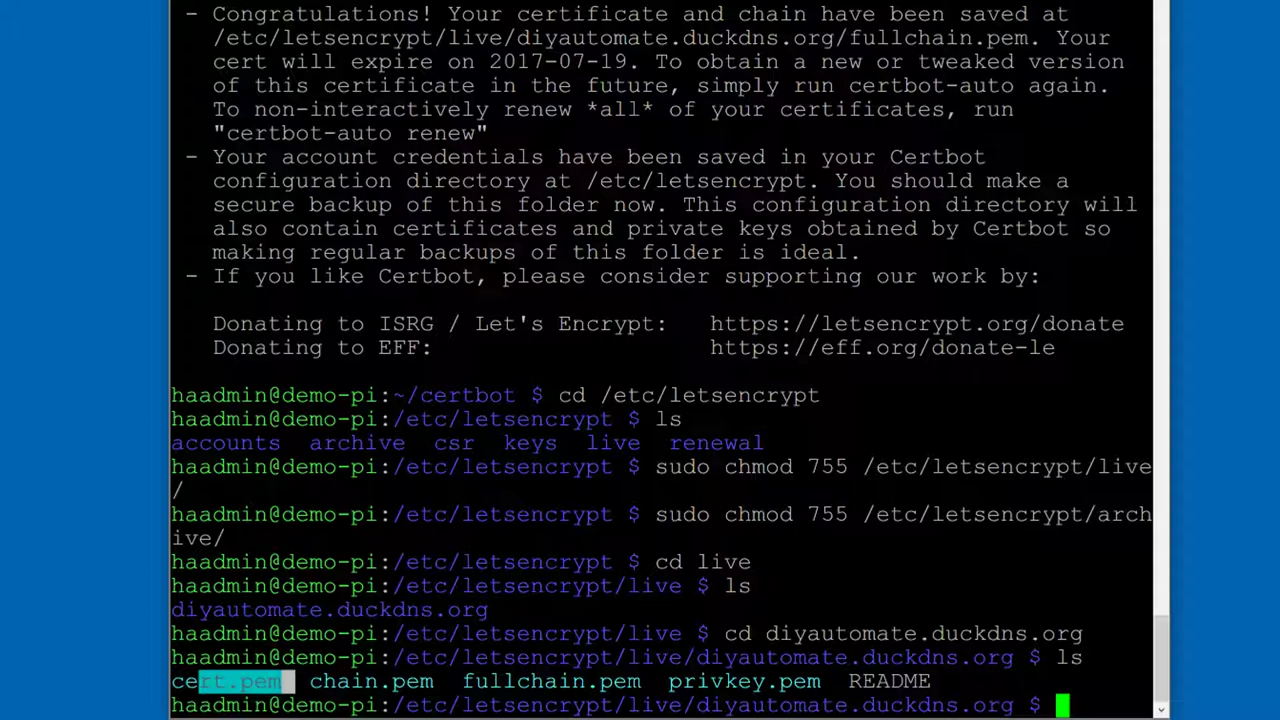 - Congratulations! Your certificate and chain have been saved at
/etc/letsencrypt/live/diyautomate.duckdns.org/fullchain.pem. Your
cert will expire on 2017-07-19. To obtain a new or tweaked version
of this certificate in the future, simply run certbot-auto again.
To non-interactively renew *all* of your certificates, run
"certbot-auto renew"
- Your account credentials have been saved in your Certbot
configuration directory at /etc/letsencrypt. You should make a
secure backup of this folder now. This configuration directory will
also contain certificates and private keys obtained by Certbot so
making regular backups of this folder is ideal.
- If you like Certbot, please consider supporting our work by:
Donating to ISRG / Let's Encrypt:   https://letsencrypt.org/donate
Donating to EFF:                    https://eff.org/donate-le
haadmin@demo-pi:~/certbot $ cd /etc/letsencrypt
haadmin@demo-pi:/etc/letsencrypt $ ls
accounts  archive  csr  keys  live  renewal
haadmin@demo-pi:/etc/letsencrypt $ sudo chmod 755 /etc/letsencrypt/live
/
haadmin@demo-pi:/etc/letsencrypt $ sudo chmod 755 /etc/letsencrypt/arch
ive/
haadmin@demo-pi:/etc/letsencrypt $ cd live
haadmin@demo-pi:/etc/letsencrypt/live $ ls
diyautomate.duckdns.org
haadmin@demo-pi:/etc/letsencrypt/live $ cd diyautomate.duckdns.org
haadmin@demo-pi:/etc/letsencrypt/live/diyautomate.duckdns.org $ ls
cert.pem  chain.pem  fullchain.pem  privkey.pem  README
haadmin@demo-pi:/etc/letsencrypt/live/diyautomate.duckdns.org $